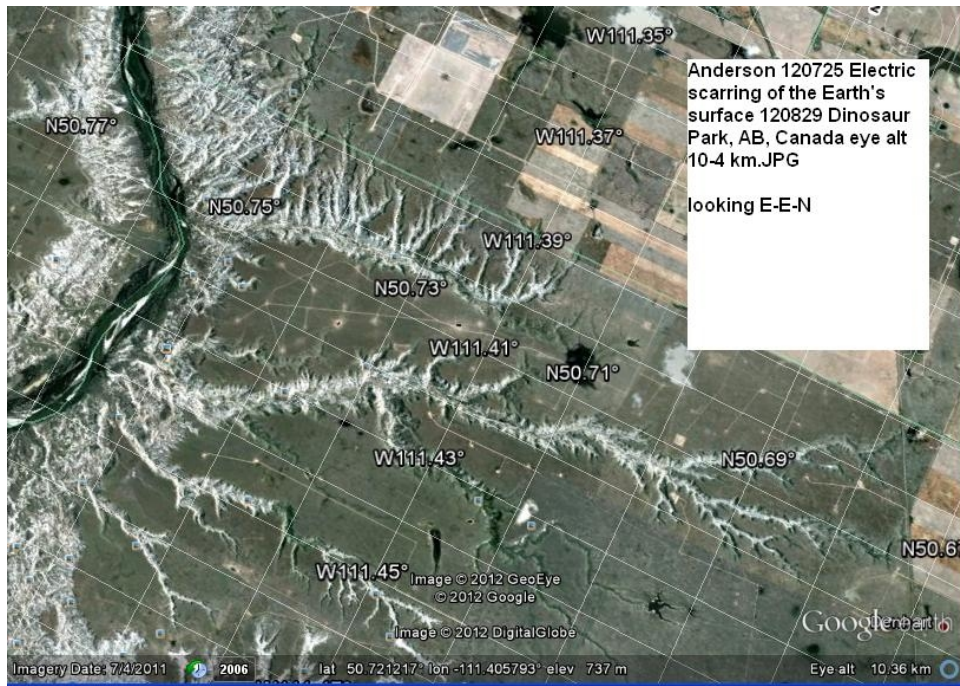 W111.35°
Anderson 120725 Electric
scarring of the Earth's
surface 120829 Dinosaur
Park, AB, Canada eye alt
10-4 km.JPG
looking E-E-N
N50.77°
W111.37°
N50.75°
W111.39°
N50.73°
W111.41°
N50.71°
W111.43°
N50.69°
N50.67
W111.45°
Image © 2012 GeoEye
© 2012 Google
Image © 2012 DigitalGlobe
Google earth
Imagery Date: 7/4/2011 2006 lat 50.721217° lon -111.405793° elev 737 m Eye alt 10.36 km